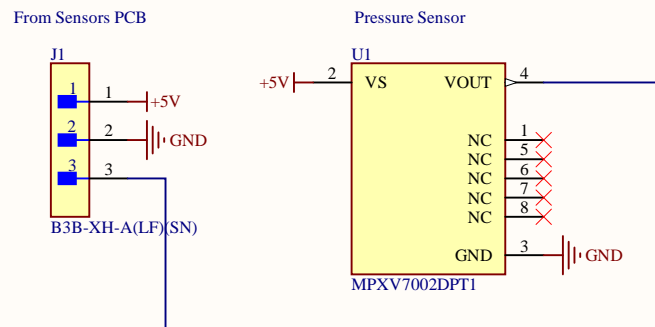 From Sensors PCB
Pressure Sensor
J1
1 1 +5V
2 2 GND
3 3
B3B-XH-A(LF)(SN)
U1
+5V 2 VS VOUT 4
NC 1
NC 5
NC 6
NC 7
NC 8
GND 3 GND
MPXV7002DPT1